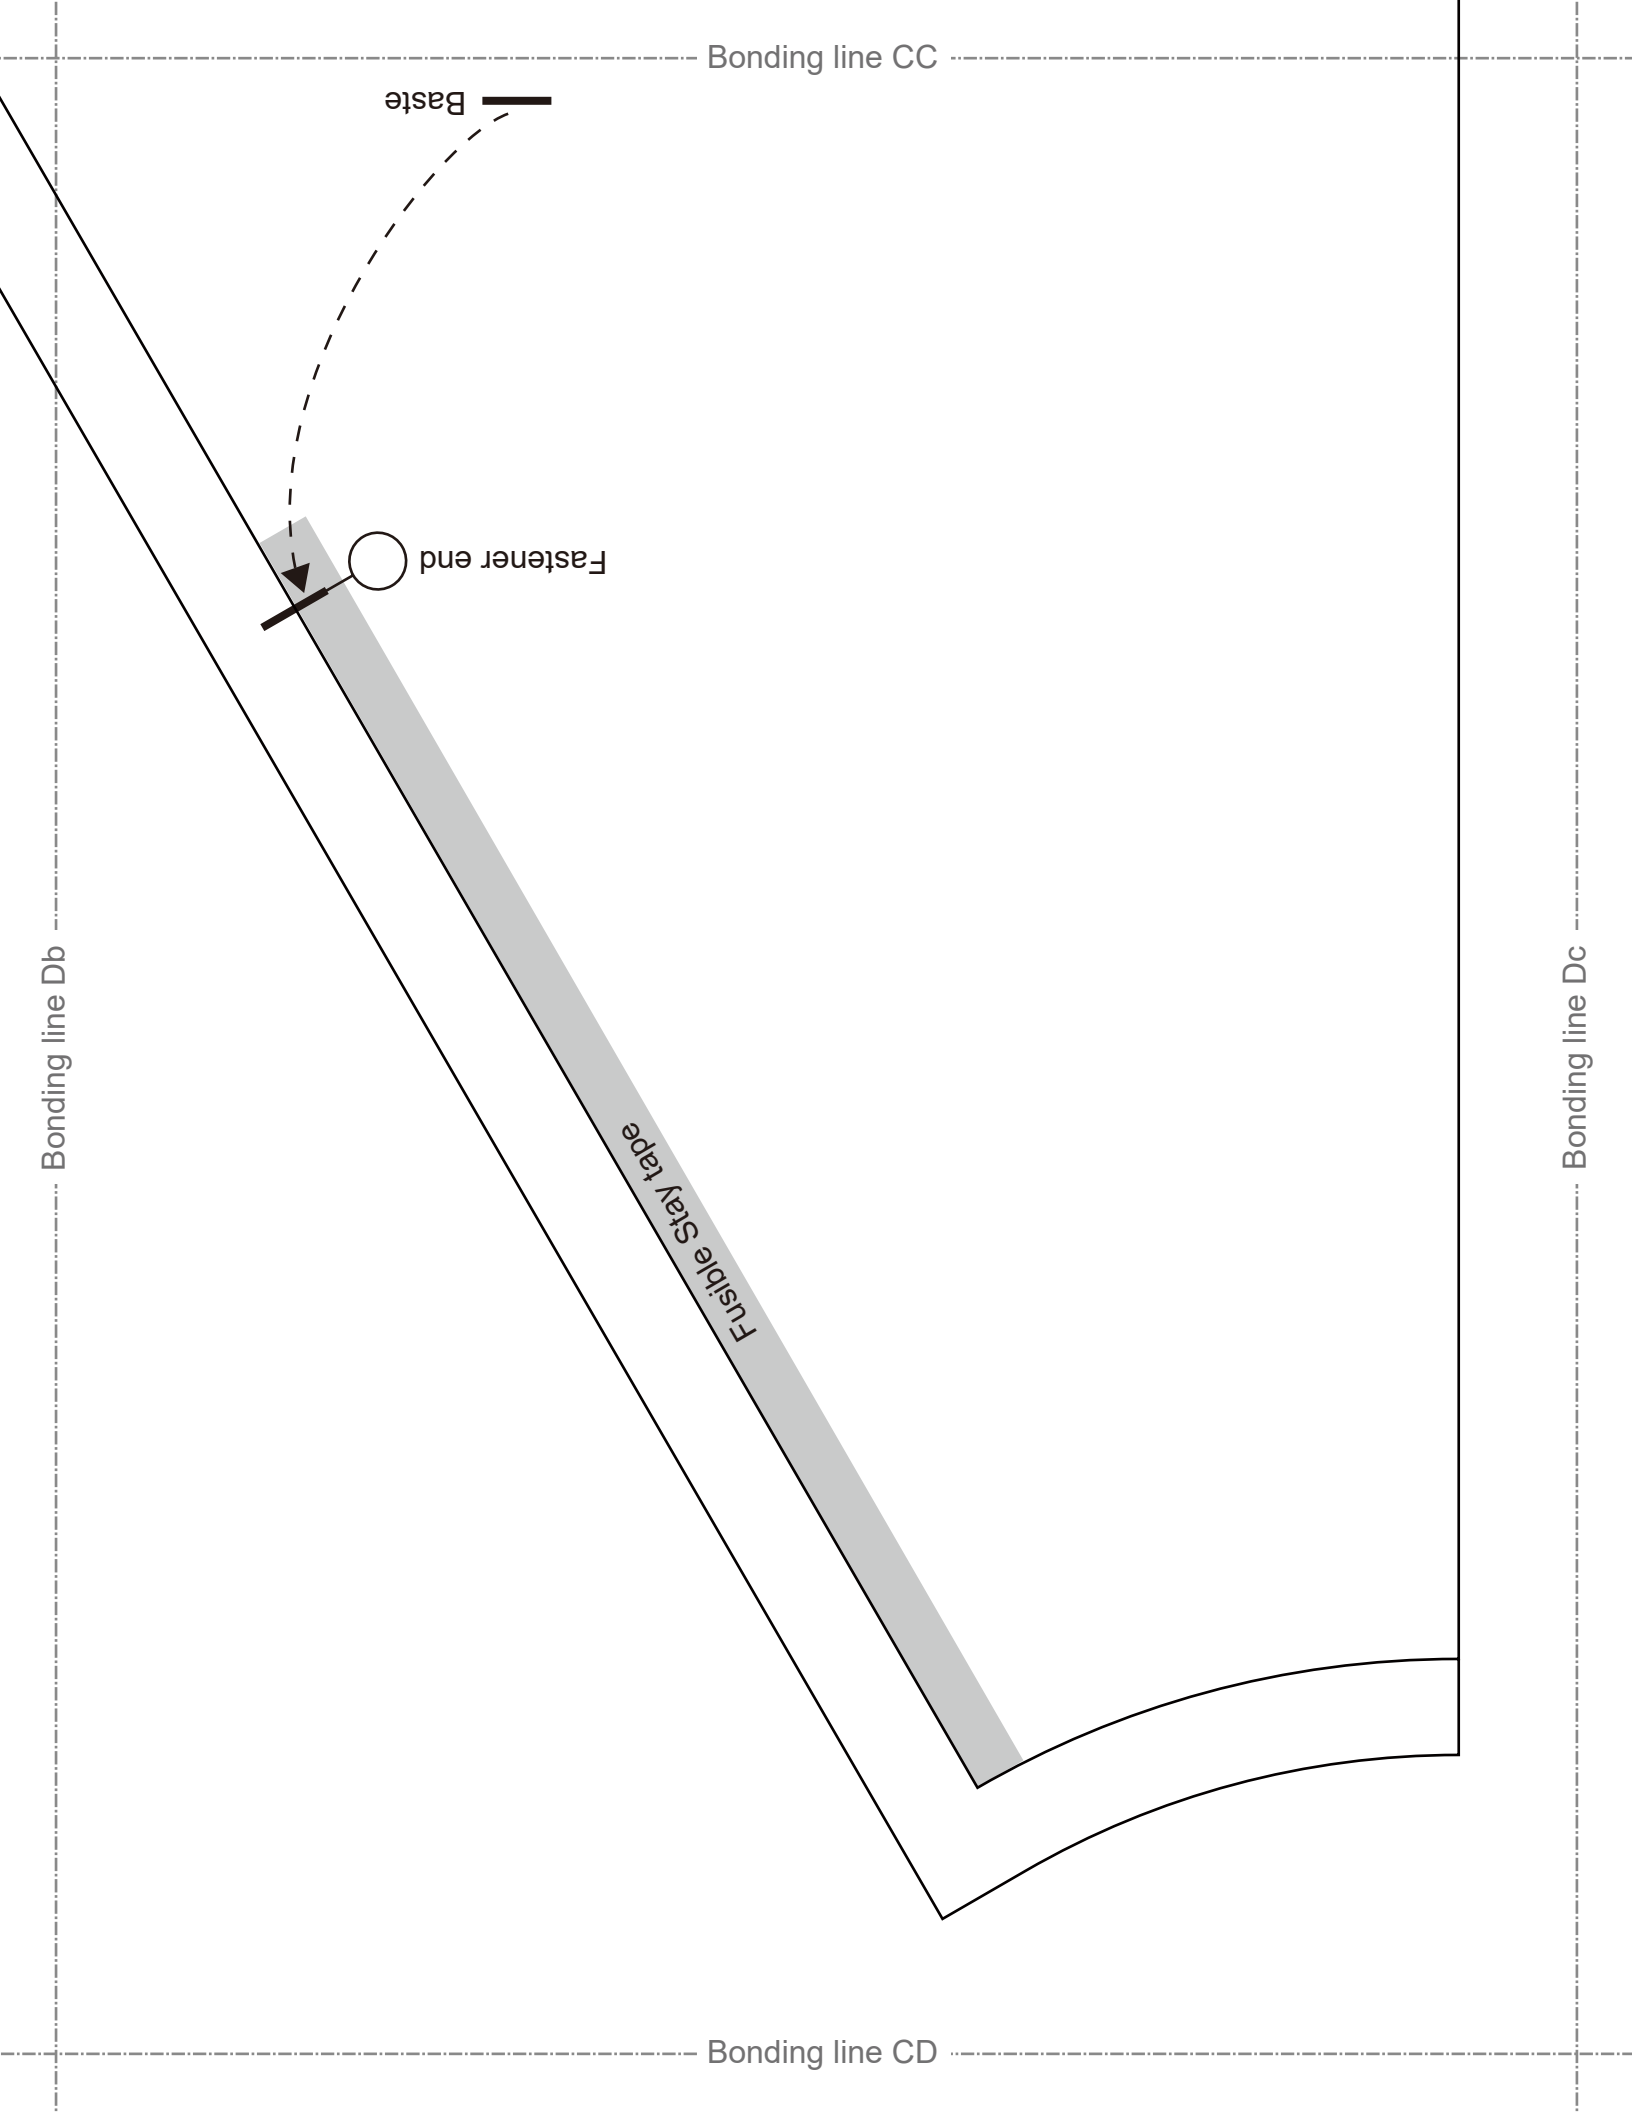 Bonding line CC
Baste
Fastener end
Bonding line Db
Bonding line Dc
Fusible Stay tape
Bonding line CD